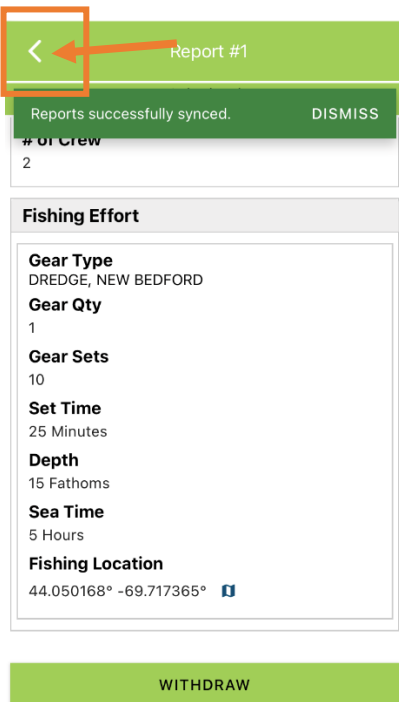 Report #1
Reports successfully synced. DISMISS
# of Crew
2
Fishing Effort
Gear Type
DREDGE, NEW BEDFORD
Gear Qty
1
Gear Sets
10
Set Time
25 Minutes
Depth
15 Fathoms
Sea Time
5 Hours
Fishing Location
44.050168° -69.717365°
WITHDRAW